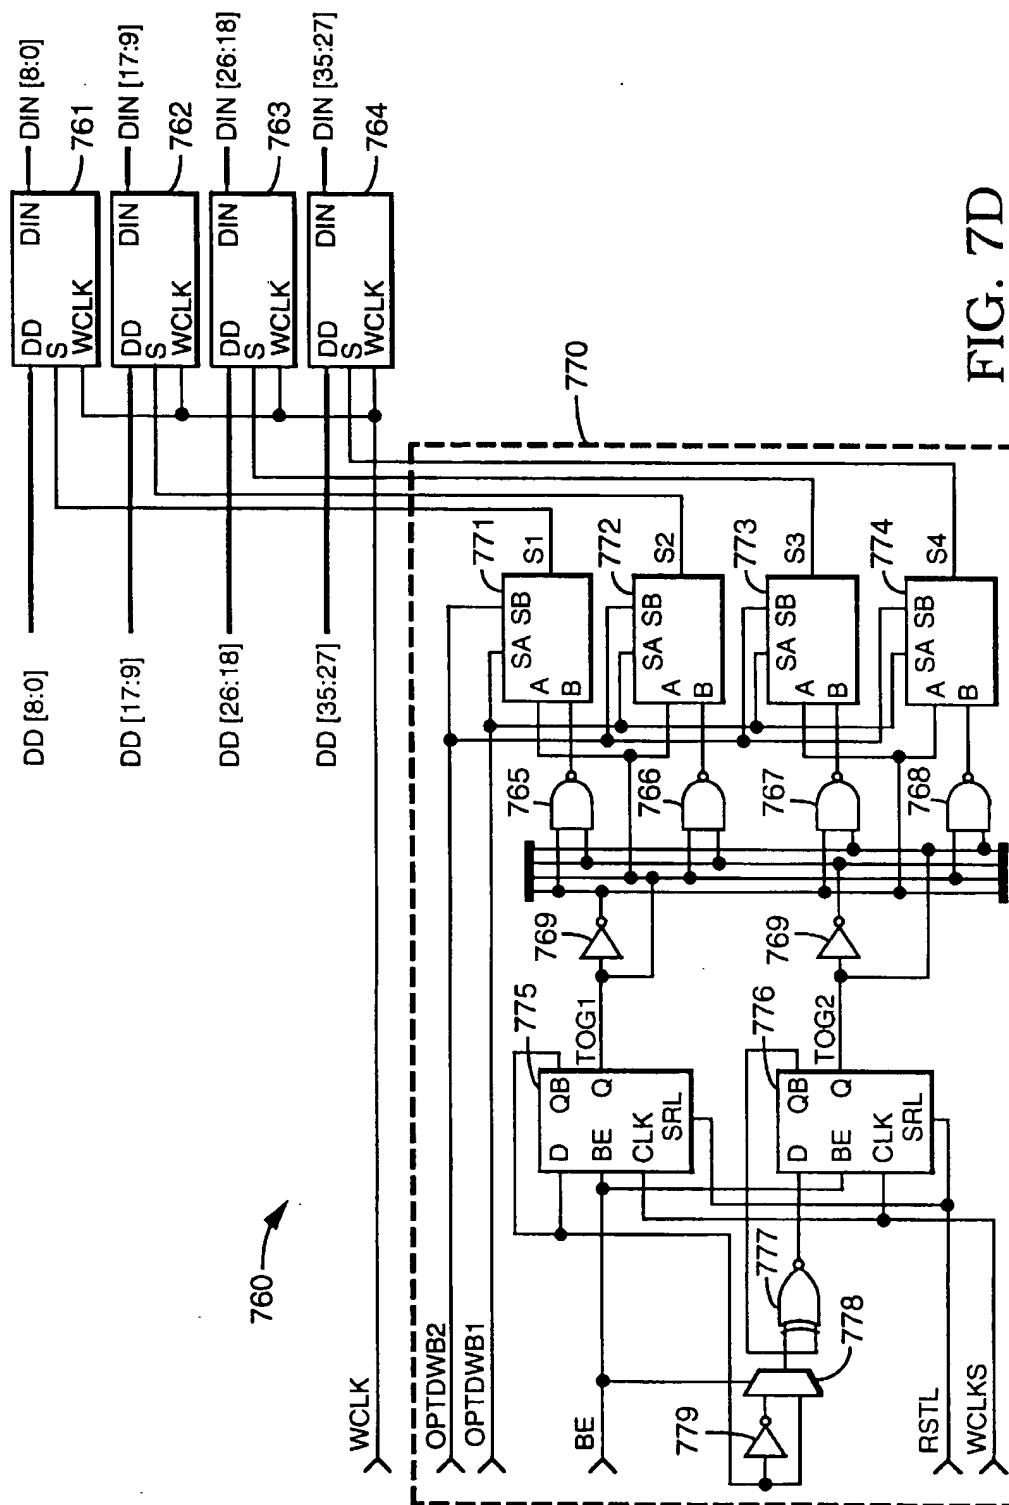 DD [8:0]
DD
DIN
DIN [8:0]
S
WCLK
761
DD [17:9]
DD
DIN
DIN [17:9]
S
WCLK
762
DD [26:18]
DD
DIN
DIN [26:18]
S
WCLK
763
DD [35:27]
DD
DIN
DIN [35:27]
S
WCLK
764
760
770
WCLK
OPTDWB2
OPTDWB1
BE
RSTL
WCLKS
779
778
777
775
D
QB
BE
Q
CLK
SRL
TOG1
776
D
QB
BE
Q
CLK
SRL
TOG2
769
769
765
766
767
768
771
SA SB
A
B
S1
772
SA SB
A
B
S2
773
SA SB
A
B
S3
774
SA SB
A
B
S4
FIG. 7D